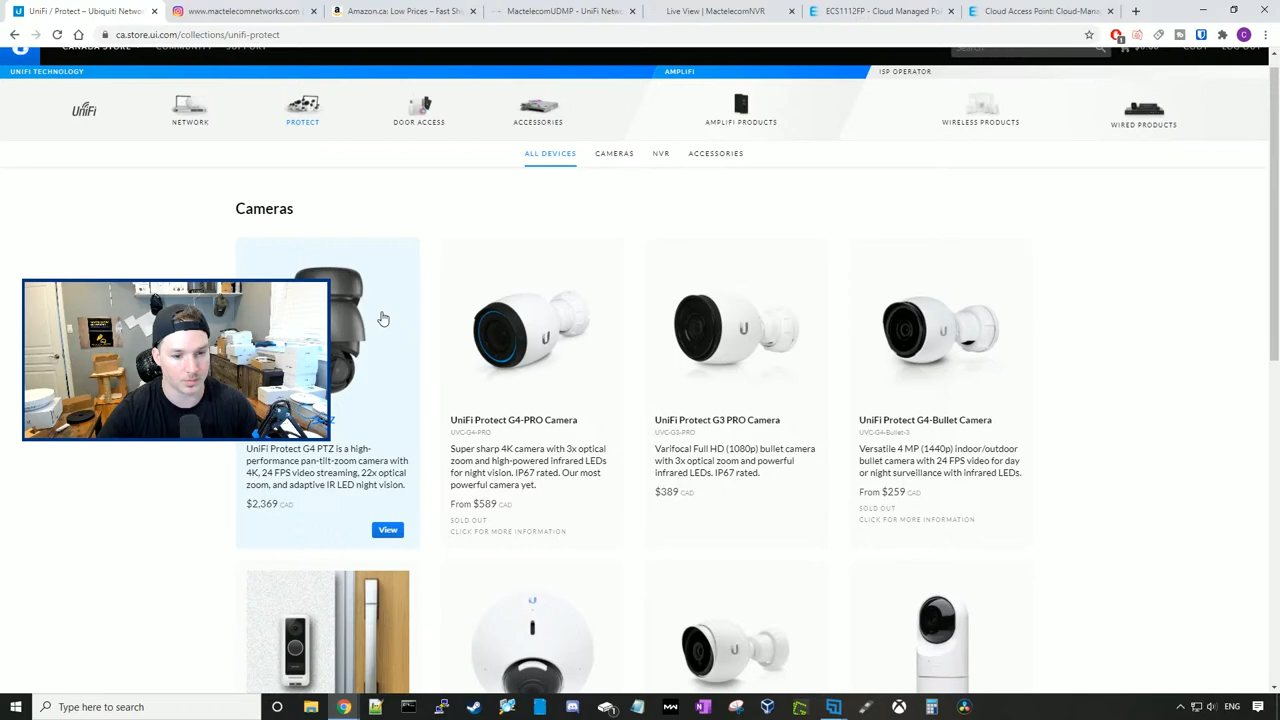 UniFi / Protect – Ubiquiti Networ
www.mactelecomnetworks.com |
Amazon.ca: Low Prices – Fast Sh
MactelecomUDMP - UniFi Netw
Live View | MactelecomNVR
ECS1112FP – Cloud Managed Po
Cloud Access Point: Cloud-Mana
ca.store.ui.com/collections/unifi-protect
CANADA STORE
COMMUNITY
SUPPORT
Search
UNIFI TECHNOLOGY
AMPLIFI
ISP OPERATOR
UniFi
NETWORK
PROTECT
DOOR ACCESS
ACCESSORIES
AMPLIFI PRODUCTS
WIRELESS PRODUCTS
WIRED PRODUCTS
ALL DEVICES
CAMERAS
NVR
ACCESSORIES
Cameras
UniFi Protect G4 PTZ is a high-
performance pan-tilt-zoom camera with
4K, 24 FPS video streaming, 22x optical
zoom, and adaptive IR LED night vision.
$2,369 CAD
View
UniFi Protect G4-PRO Camera
UVC-G4-PRO
Super sharp 4K camera with 3x optical
zoom and high-powered infrared LEDs
for night vision. IP67 rated. Our most
powerful camera yet.
From $589 CAD
SOLD OUT
CLICK FOR MORE INFORMATION
UniFi Protect G3 PRO Camera
UVC-G3-PRO
Varifocal Full HD (1080p) bullet camera
with 3x optical zoom and powerful
infrared LEDs. IP67 rated.
$389 CAD
UniFi Protect G4-Bullet Camera
UVC-G4-Bullet-3
Versatile 4 MP (1440p) indoor/outdoor
bullet camera with 24 FPS video for day
or night surveillance with infrared LEDs.
From $259 CAD
SOLD OUT
CLICK FOR MORE INFORMATION
Type here to search
ENG